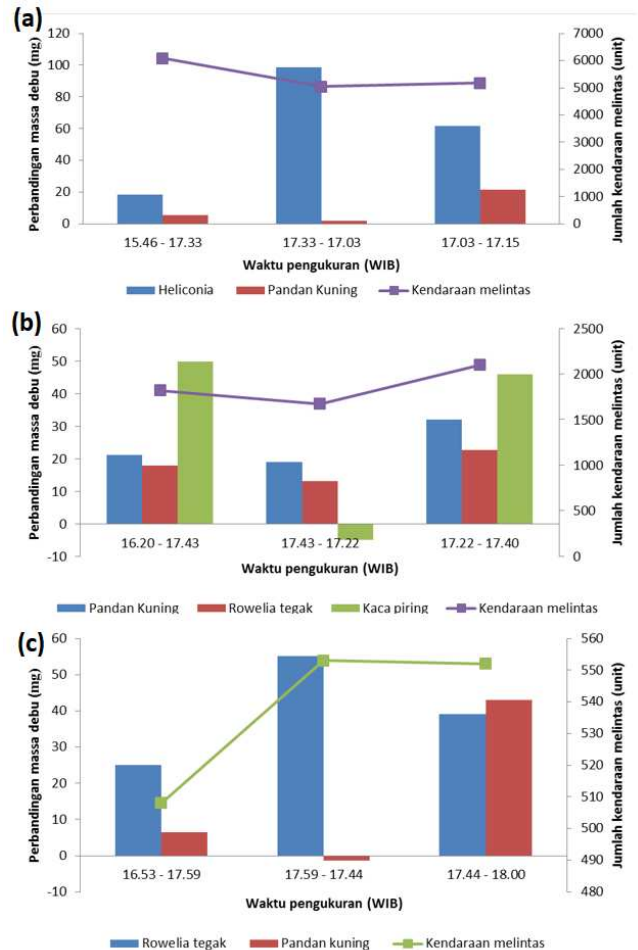 (a)
Perbandingan massa debu (mg)
120
100
80
60
40
20
0
7000
6000
5000
4000
3000
2000
1000
0
Jumlah kendaraan melintas (unit)
15.46 - 17.33 17.33 - 17.03 17.03 - 17.15
Waktu pengukuran (WIB)
Heliconia Pandan Kuning Kendaraan melintas
(b)
Perbandingan massa debu (mg)
60
50
40
30
20
10
0
-10
2500
2000
1500
1000
500
0
Jumlah kendaraan melintas (unit)
16.20 - 17.43 17.43 - 17.22 17.22 - 17.40
Waktu pengukuran (WIB)
Pandan Kuning Rowelia tegak Kaca piring Kendaraan melintas
(c)
Perbandingan massa debu (mg)
60
50
40
30
20
10
0
-10
560
550
540
530
520
510
500
490
480
Jumlah kendaraan melintas (unit)
16.53 - 17.59 17.59 - 17.44 17.44 - 18.00
Waktu pengukuran (WIB)
Rowelia tegak Pandan kuning Kendaraan melintas